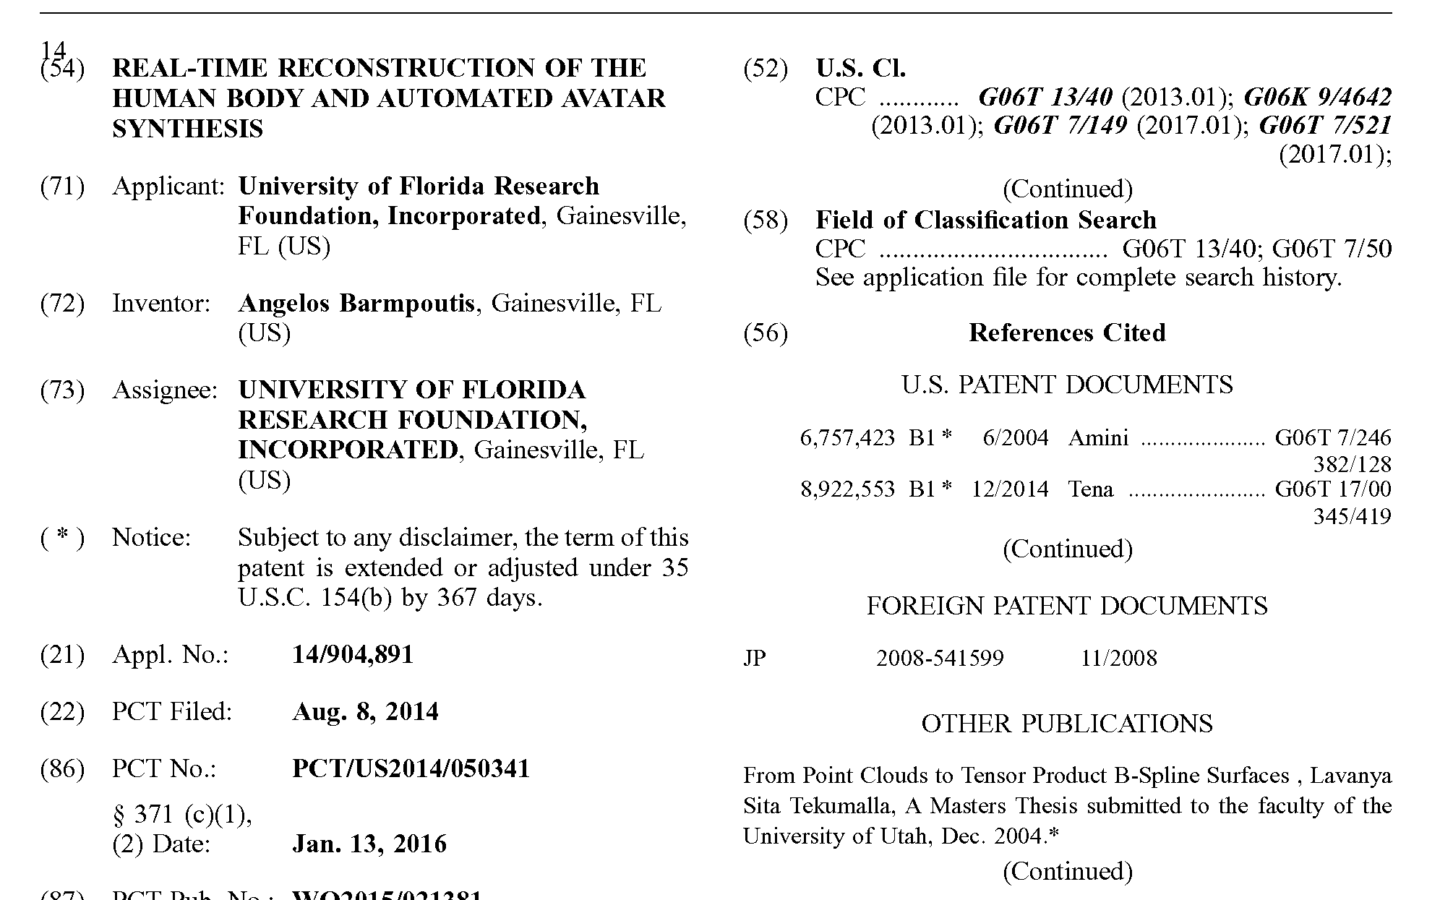 14
(54) REAL-TIME RECONSTRUCTION OF THE
HUMAN BODY AND AUTOMATED AVATAR
SYNTHESIS
(71) Applicant: University of Florida Research
Foundation, Incorporated, Gainesville,
FL (US)
(72) Inventor: Angelos Barmpoutis, Gainesville, FL
(US)
(73) Assignee: UNIVERSITY OF FLORIDA
RESEARCH FOUNDATION,
INCORPORATED, Gainesville, FL
(US)
( * ) Notice: Subject to any disclaimer, the term of this
patent is extended or adjusted under 35
U.S.C. 154(b) by 367 days.
(21) Appl. No.: 14/904,891
(22) PCT Filed: Aug. 8, 2014
(86) PCT No.: PCT/US2014/050341
§ 371 (c)(1),
(2) Date: Jan. 13, 2016
(87) PCT Pub. No.: WO2015/021381
(52) U.S. Cl.
CPC ............ G06T 13/40 (2013.01); G06K 9/4642
(2013.01); G06T 7/149 (2017.01); G06T 7/521
(2017.01);
(Continued)
(58) Field of Classification Search
CPC .................................. G06T 13/40; G06T 7/50
See application file for complete search history.
(56) References Cited
U.S. PATENT DOCUMENTS
6,757,423 B1 * 6/2004 Amini ..................... G06T 7/246
382/128
8,922,553 B1 * 12/2014 Tena ....................... G06T 17/00
345/419
(Continued)
FOREIGN PATENT DOCUMENTS
JP 2008-541599 11/2008
OTHER PUBLICATIONS
From Point Clouds to Tensor Product B-Spline Surfaces , Lavanya
Sita Tekumalla, A Masters Thesis submitted to the faculty of the
University of Utah, Dec. 2004.*
(Continued)